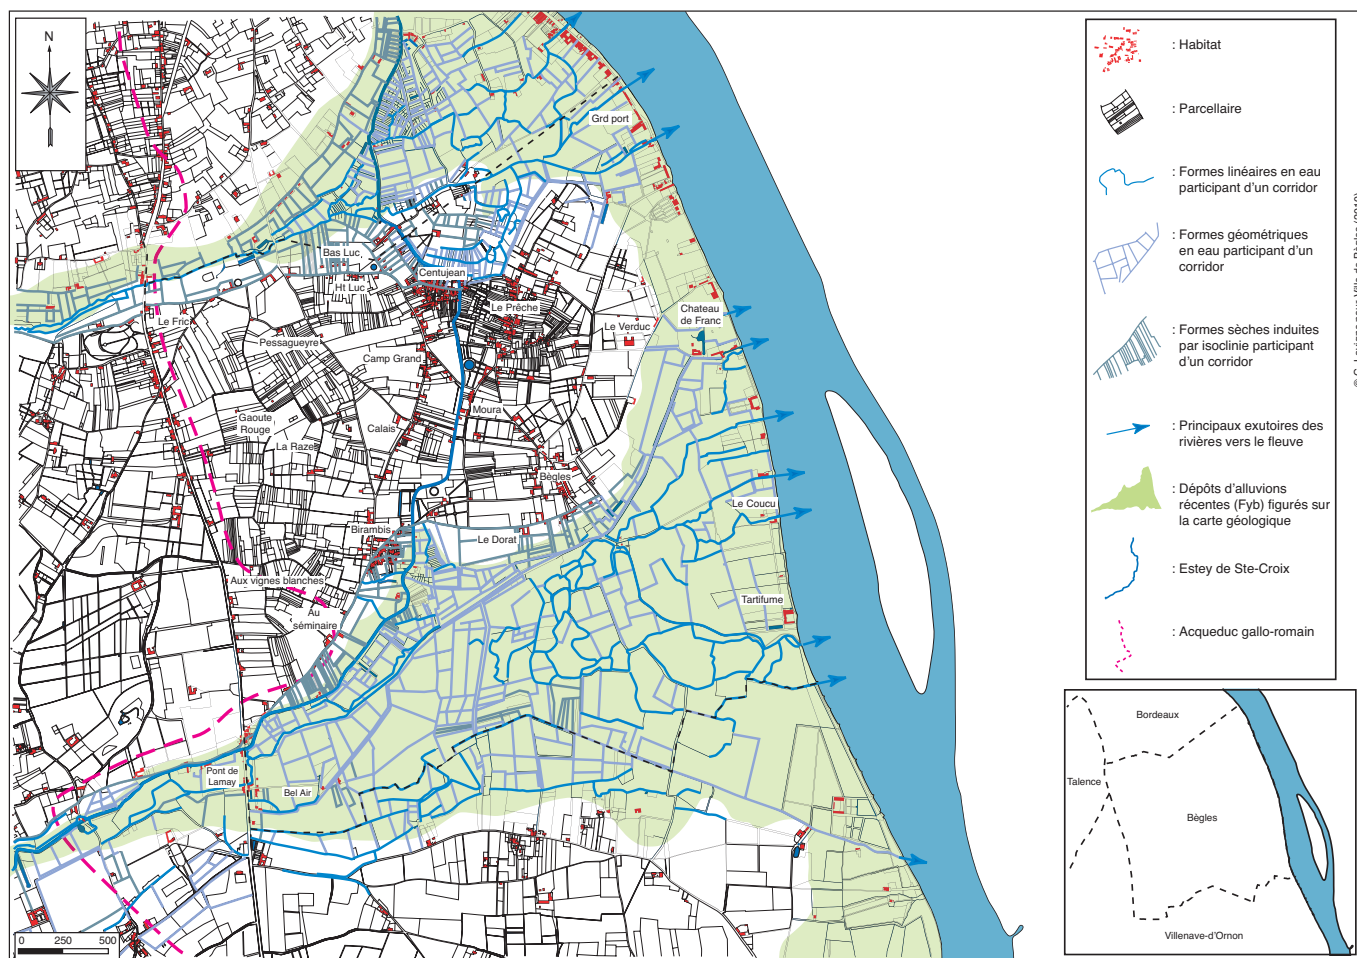 N
Grd port
Bas Luc
Centujean
Ht Luc
Le Prêche
Chateau
de Franc
Le Fric
Le Verduc
Pessagueyre
Camp Grand
Moura
Gaoute
Rouge
Calais
La Raze
Bègles
Le Coucu
Birambis
Le Dorat
Aux vignes blanches
Tartifume
Au
séminaire
Pont de
Lamay
Bel Air
0 250 500
: Habitat
: Parcellaire
: Formes linéaires en eau
participant d'un corridor
: Formes géométriques
en eau participant d'un
corridor
: Formes sèches induites
par isoclinie participant
d'un corridor
: Principaux exutoires des
rivières vers le fleuve
: Dépôts d'alluvions
récentes (Fyb) figurés sur
la carte géologique
: Estey de Ste-Croix
: Acqueduc gallo-romain
Bordeaux
Talence
Bègles
Villenave-d'Ornon